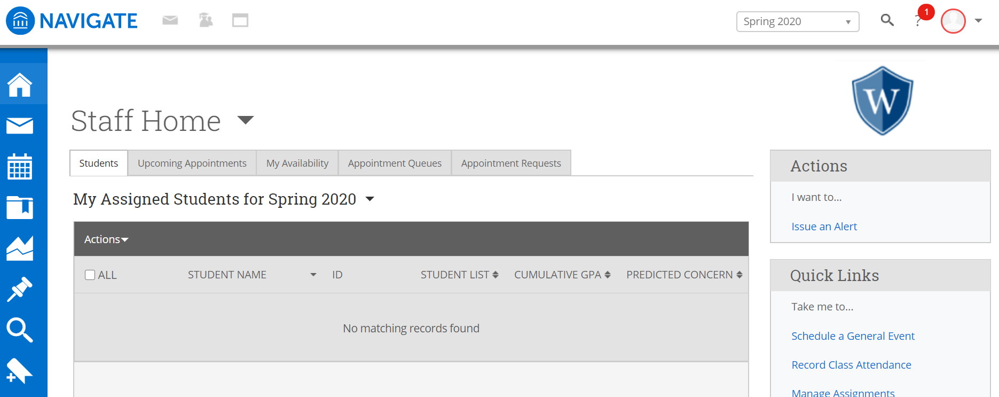 NAVIGATE
Spring 2020
?
1
W
Staff Home
Students Upcoming Appointments My Availability Appointment Queues Appointment Requests
My Assigned Students for Spring 2020
Actions
ALL STUDENT NAME ID STUDENT LIST CUMULATIVE GPA PREDICTED CONCERN
No matching records found
Actions
I want to...
Issue an Alert
Quick Links
Take me to...
Schedule a General Event
Record Class Attendance
Manage Assignments